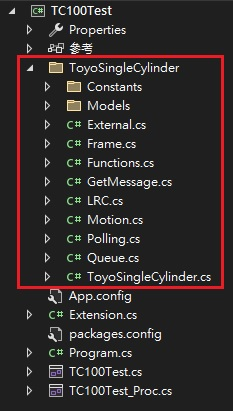 TC100Test
Properties
參考
ToyoSingleCylinder
Constants
Models
External.cs
Frame.cs
Functions.cs
GetMessage.cs
LRC.cs
Motion.cs
Polling.cs
Queue.cs
ToyoSingleCylinder.cs
App.config
Extension.cs
packages.config
Program.cs
TC100Test.cs
TC100Test_Proc.cs